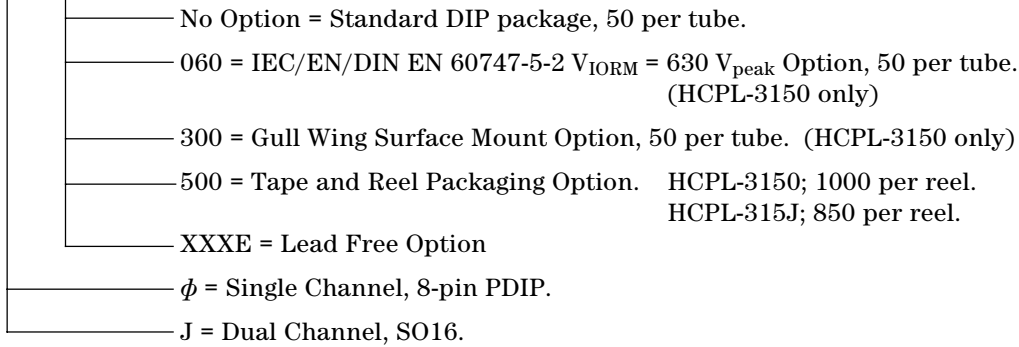 No Option = Standard DIP package, 50 per tube.
060 = IEC/EN/DIN EN 60747-5-2 VIORM = 630 Vpeak Option, 50 per tube.
(HCPL-3150 only)
300 = Gull Wing Surface Mount Option, 50 per tube. (HCPL-3150 only)
500 = Tape and Reel Packaging Option. HCPL-3150; 1000 per reel.
HCPL-315J; 850 per reel.
XXXE = Lead Free Option
ϕ = Single Channel, 8-pin PDIP.
J = Dual Channel, SO16.